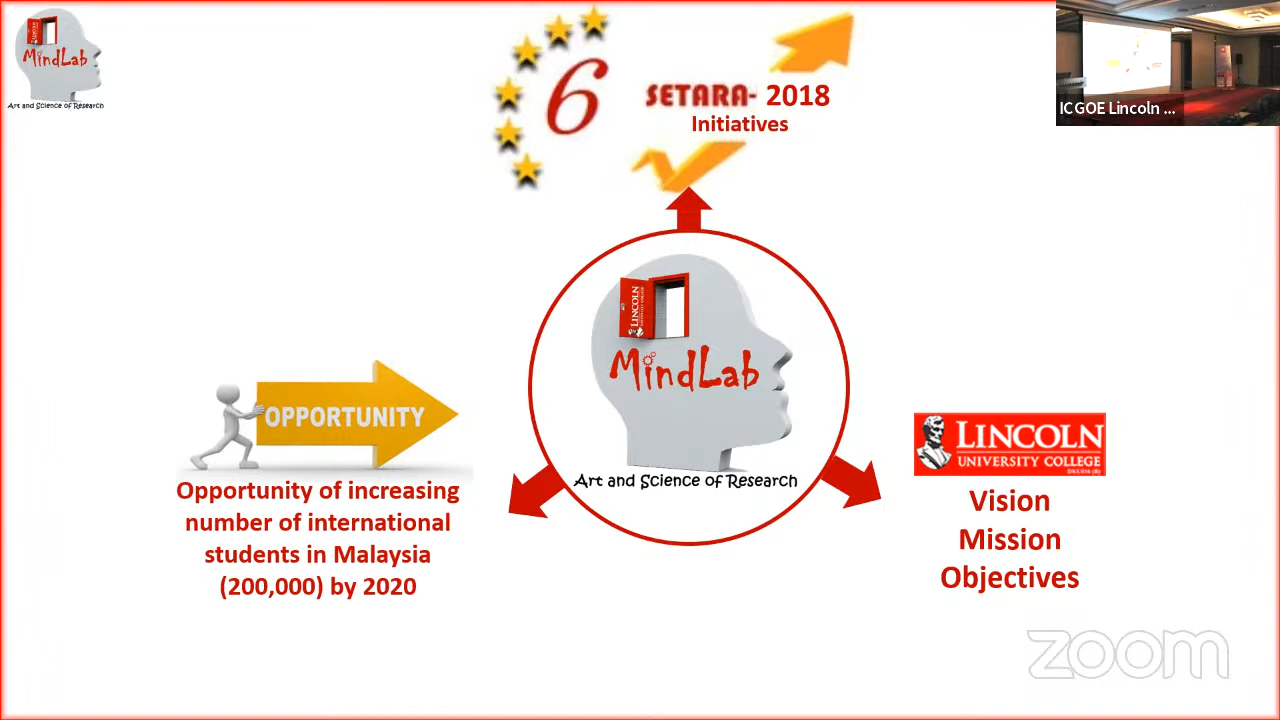 LINCOLN
MindLab
Art and Science of Research
6
SETARA- 2018
Initiatives
ICGOE Lincoln ...
LINCOLN
MindLab
Art and Science of Research
OPPORTUNITY
Opportunity of increasing
number of international
students in Malaysia
(200,000) by 2020
LINCOLN
UNIVERSITY COLLEGE
Vision
Mission
Objectives
zoom